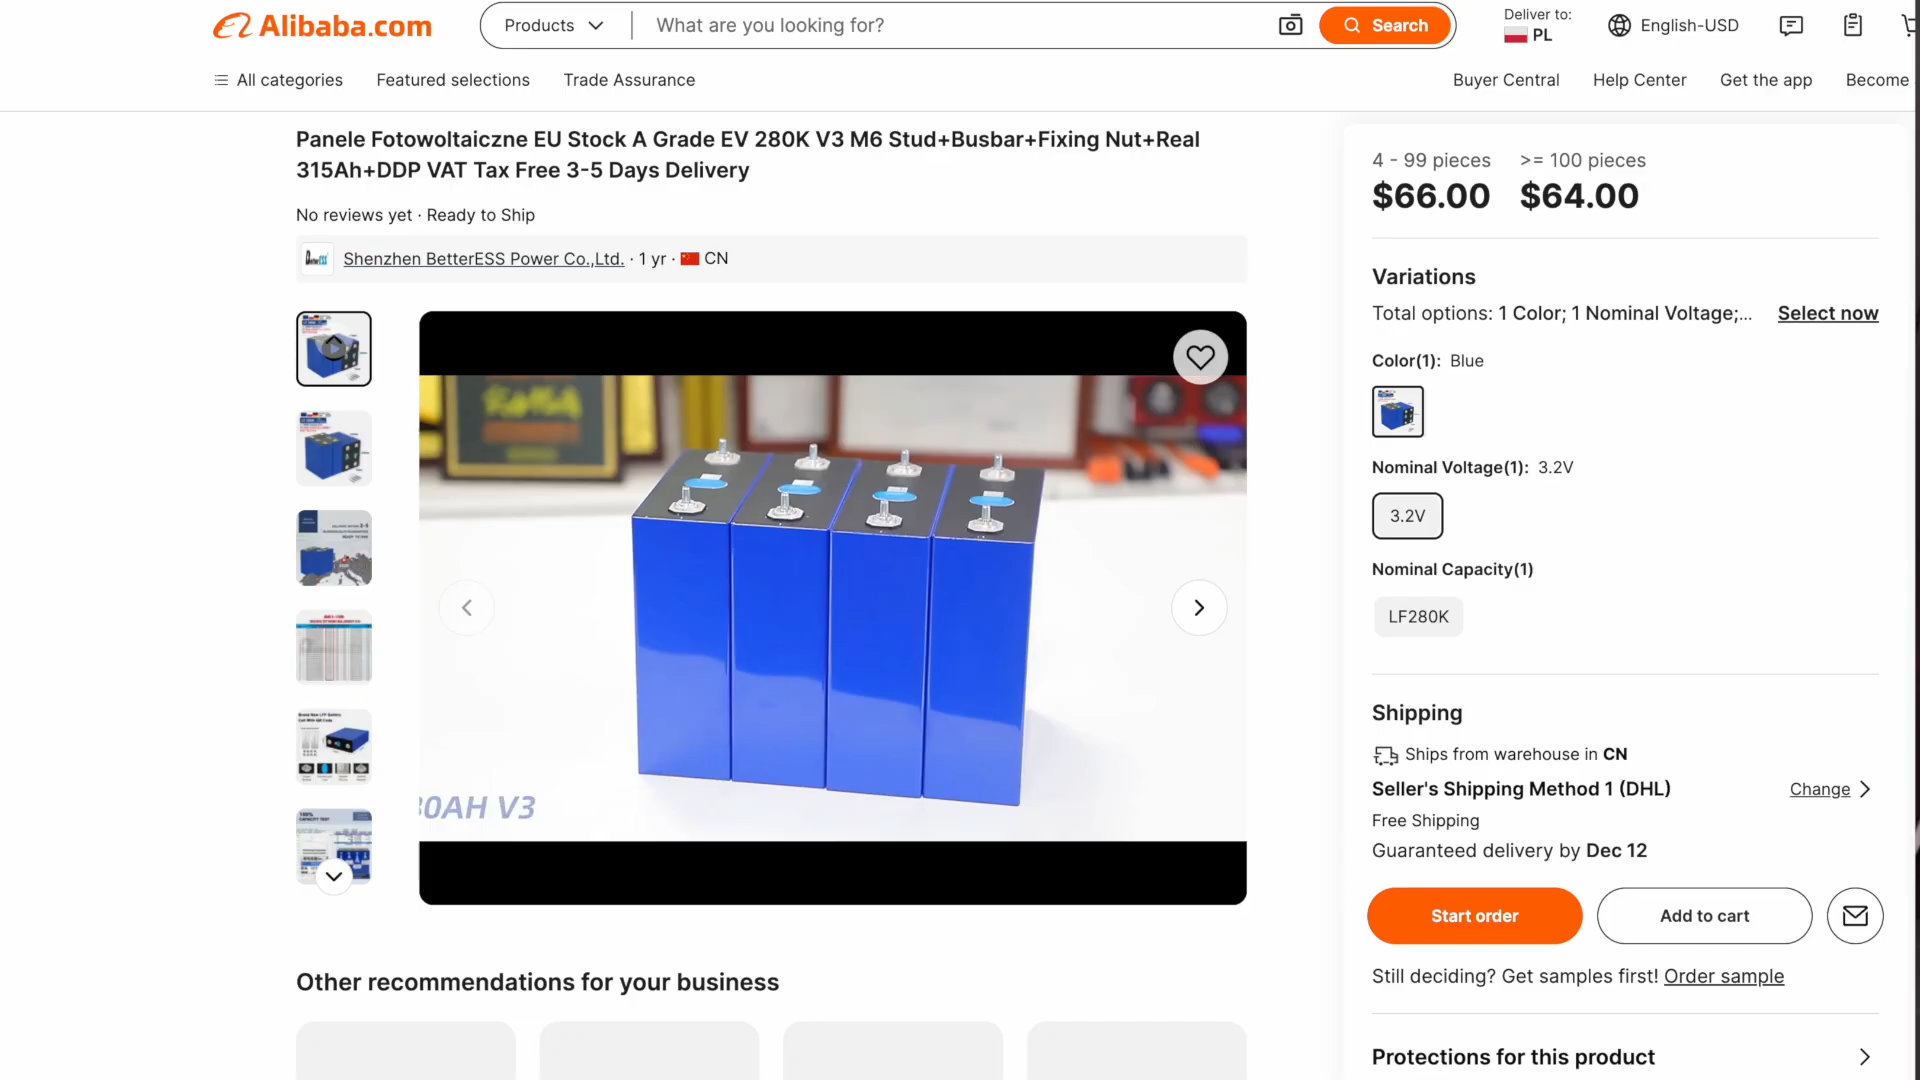 Alibaba.com
Products
What are you looking for?
Search
Deliver to:
PL
English-USD
All categories
Featured selections
Trade Assurance
Buyer Central
Help Center
Get the app
Become
Panele Fotowoltaiczne EU Stock A Grade EV 280K V3 M6 Stud+Busbar+Fixing Nut+Real
315Ah+DDP VAT Tax Free 3-5 Days Delivery
No reviews yet · Ready to Ship
Shenzhen BetterESS Power Co.,Ltd. · 1 yr · CN
0AH V3
Other recommendations for your business
4 - 99 pieces
>= 100 pieces
$66.00
$64.00
Variations
Total options: 1 Color; 1 Nominal Voltage;...
Select now
Color(1): Blue
Nominal Voltage(1): 3.2V
3.2V
Nominal Capacity(1)
LF280K
Shipping
Ships from warehouse in CN
Seller's Shipping Method 1 (DHL)
Change
Free Shipping
Guaranteed delivery by Dec 12
Start order
Add to cart
Still deciding? Get samples first! Order sample
Protections for this product